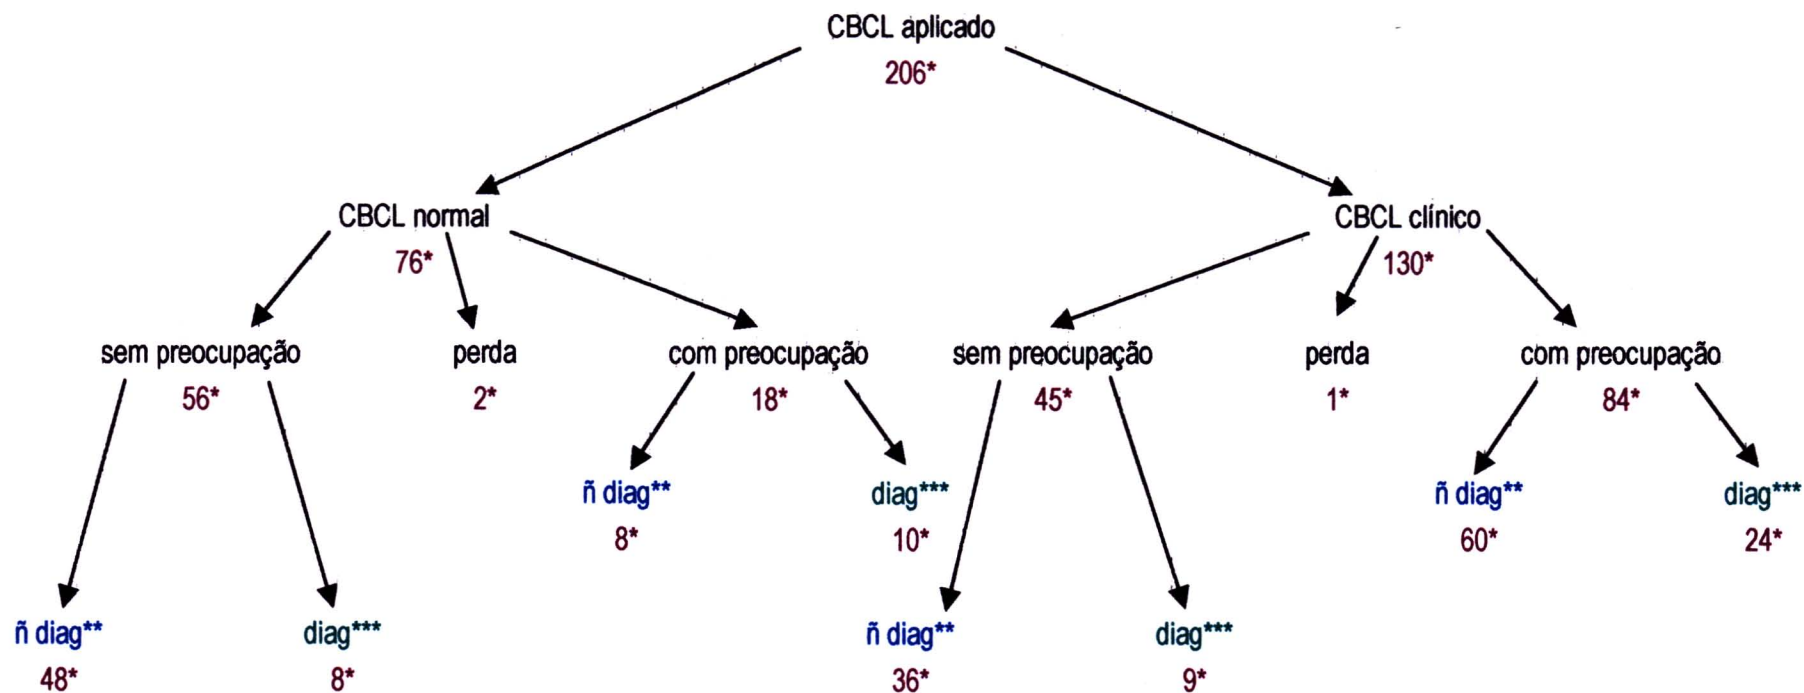 CBCL aplicado
206*
CBCL normal
76*
CBCL clínico
130*
sem preocupação
56*
perda
2*
com preocupação
18*
sem preocupação
45*
perda
1*
com preocupação
84*
ñ diag**
8*
diag***
10*
ñ diag**
60*
diag***
24*
ñ diag**
48*
diag***
8*
ñ diag**
36*
diag***
9*